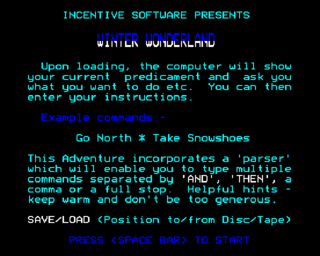 INCENTIVE SOFTWARE PRESENTS
WINTER WONDERLAND
Upon loading, the computer will show
your current predicament and ask you
what you want to do etc. You can then
enter your instructions.
Example commands:-
Go North * Take Snowshoes
This Adventure incorporates a 'parser'
which will enable you to type multiple
commands separated by 'AND', 'THEN', a
comma or a full stop. Helpful hints -
keep warm and don't be too generous.
SAVE/LOAD (Position to/from Disc/Tape)
PRESS <SPACE BAR> TO START